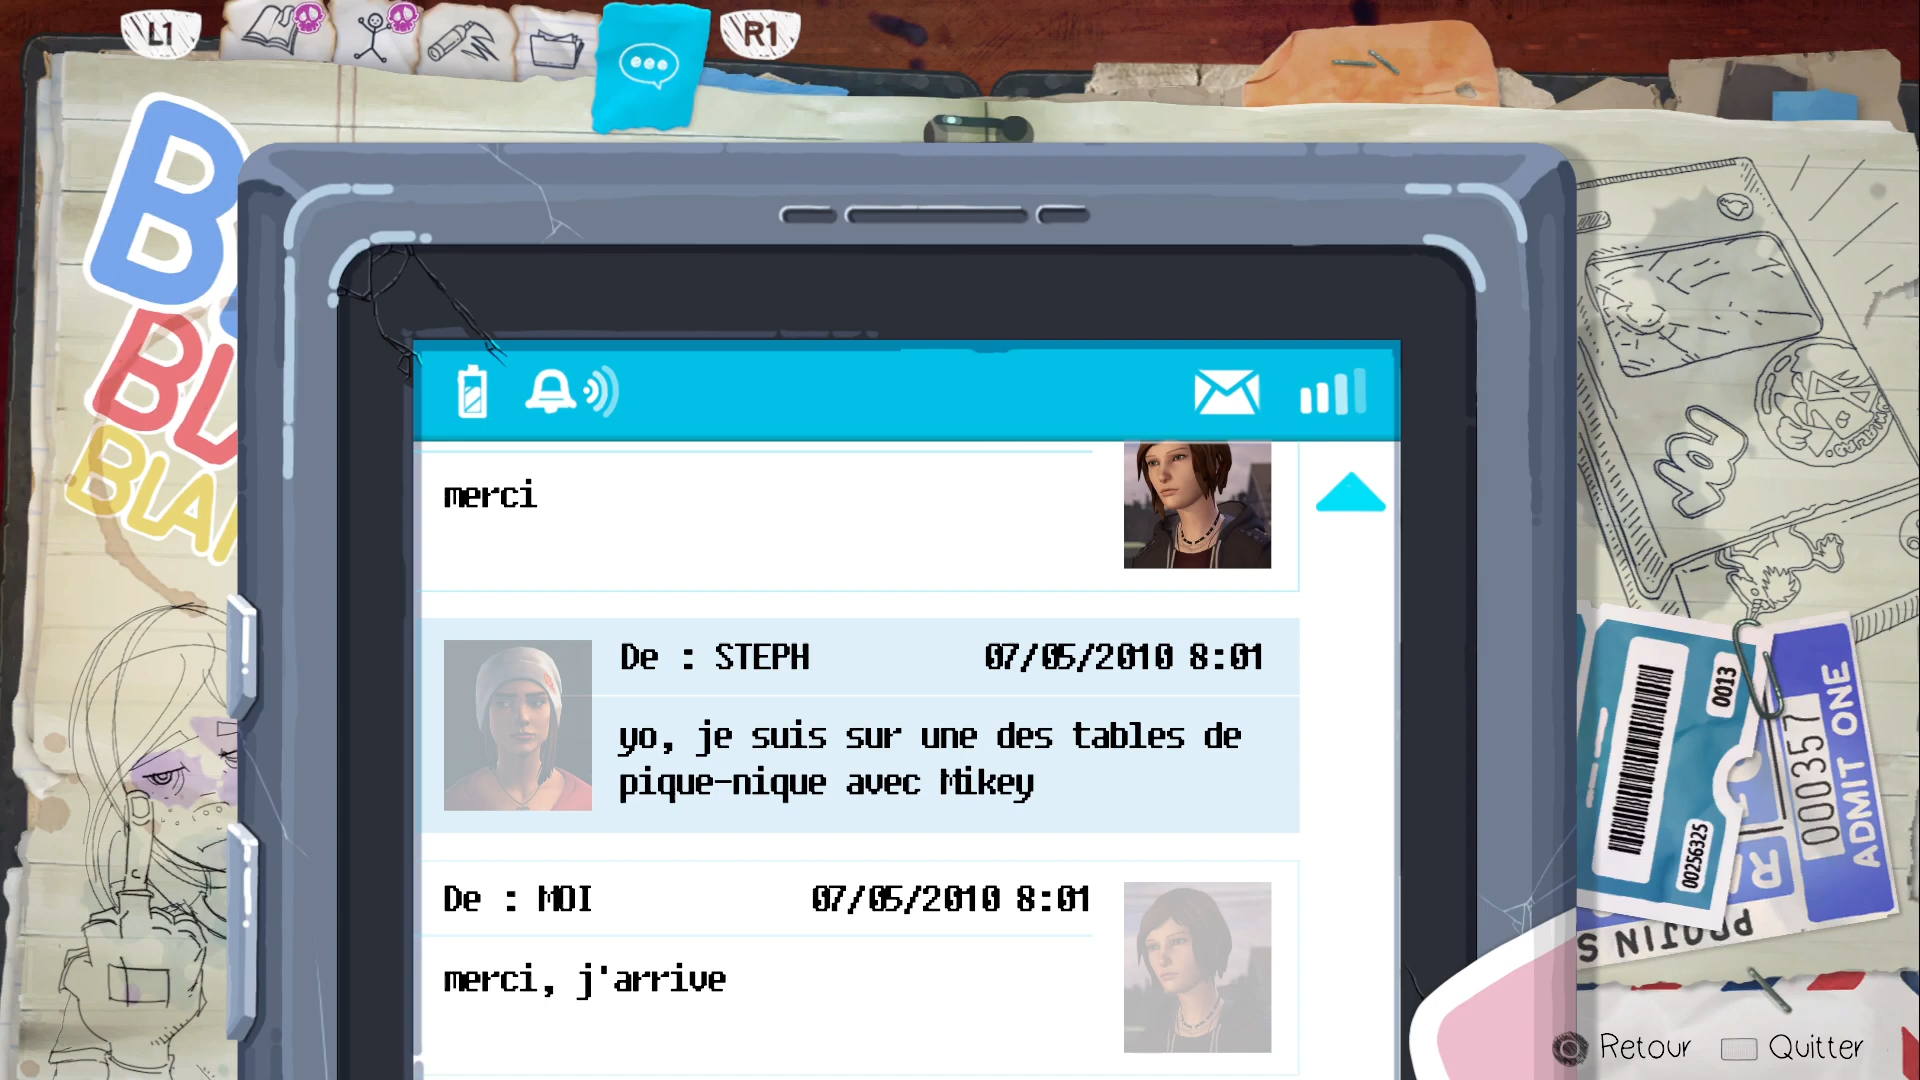 L1
R1
merci
De : STEPH 07/05/2010 8:01
yo, je suis sur une des tables de
pique-nique avec Mikey
De : MOI 07/05/2010 8:01
merci, j'arrive
BLA
0013
00256325
000357
ADMIT ONE
Retour
Quitter